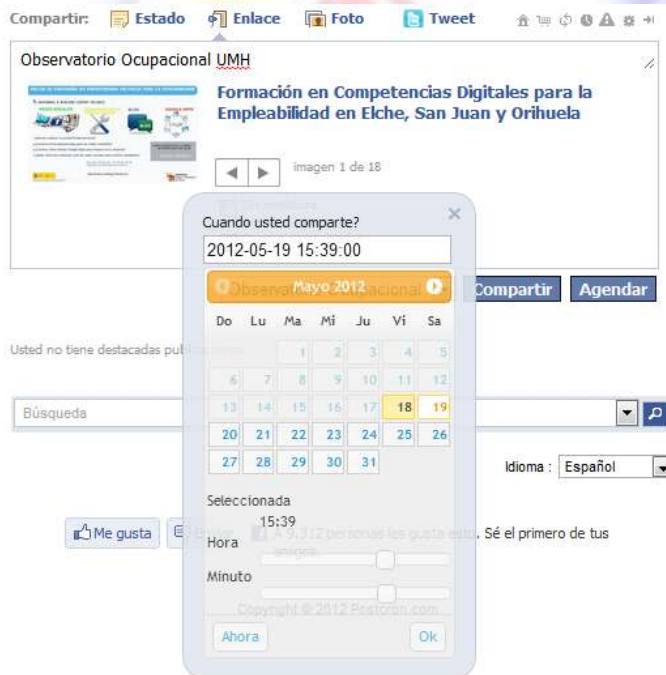 Compartir: Estado Enlace Foto Tweet
Observatorio Ocupacional UMH
Formación en Competencias Digitales para la
Empleabilidad en Elche, San Juan y Orihuela
imagen 1 de 18
Cuando usted comparte?
2012-05-19 15:39:00
Mayo 2012
Compartir Agendar
Do Lu Ma Mi Ju Vi Sa
1 2 3 4 5
6 7 8 9 10 11 12
13 14 15 16 17 18 19
20 21 22 23 24 25 26
27 28 29 30 31
Usted no tiene destacadas
Búsqueda
Idioma : Español
Seleccionada
15:39
Me gusta
A 9,312 personas les gusta esto. Sé el primero de tus
amigos.
Hora
Minuto
Copyright © 2012 Postcron.com
Ahora Ok